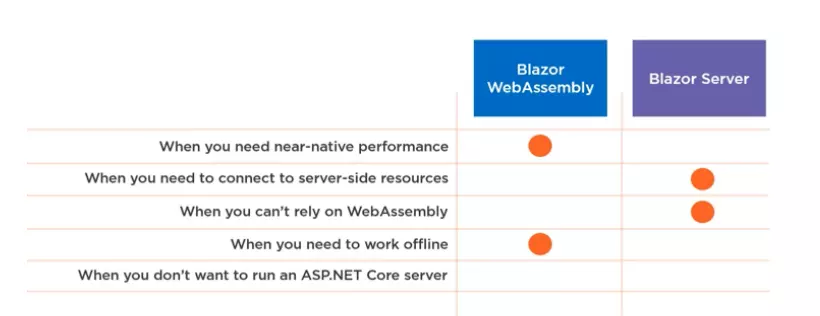 Blazor
WebAssembly
Blazor Server
When you need near-native performance
When you need to connect to server-side resources
When you can’t rely on WebAssembly
When you need to work offline
When you don’t want to run an ASP.NET Core server